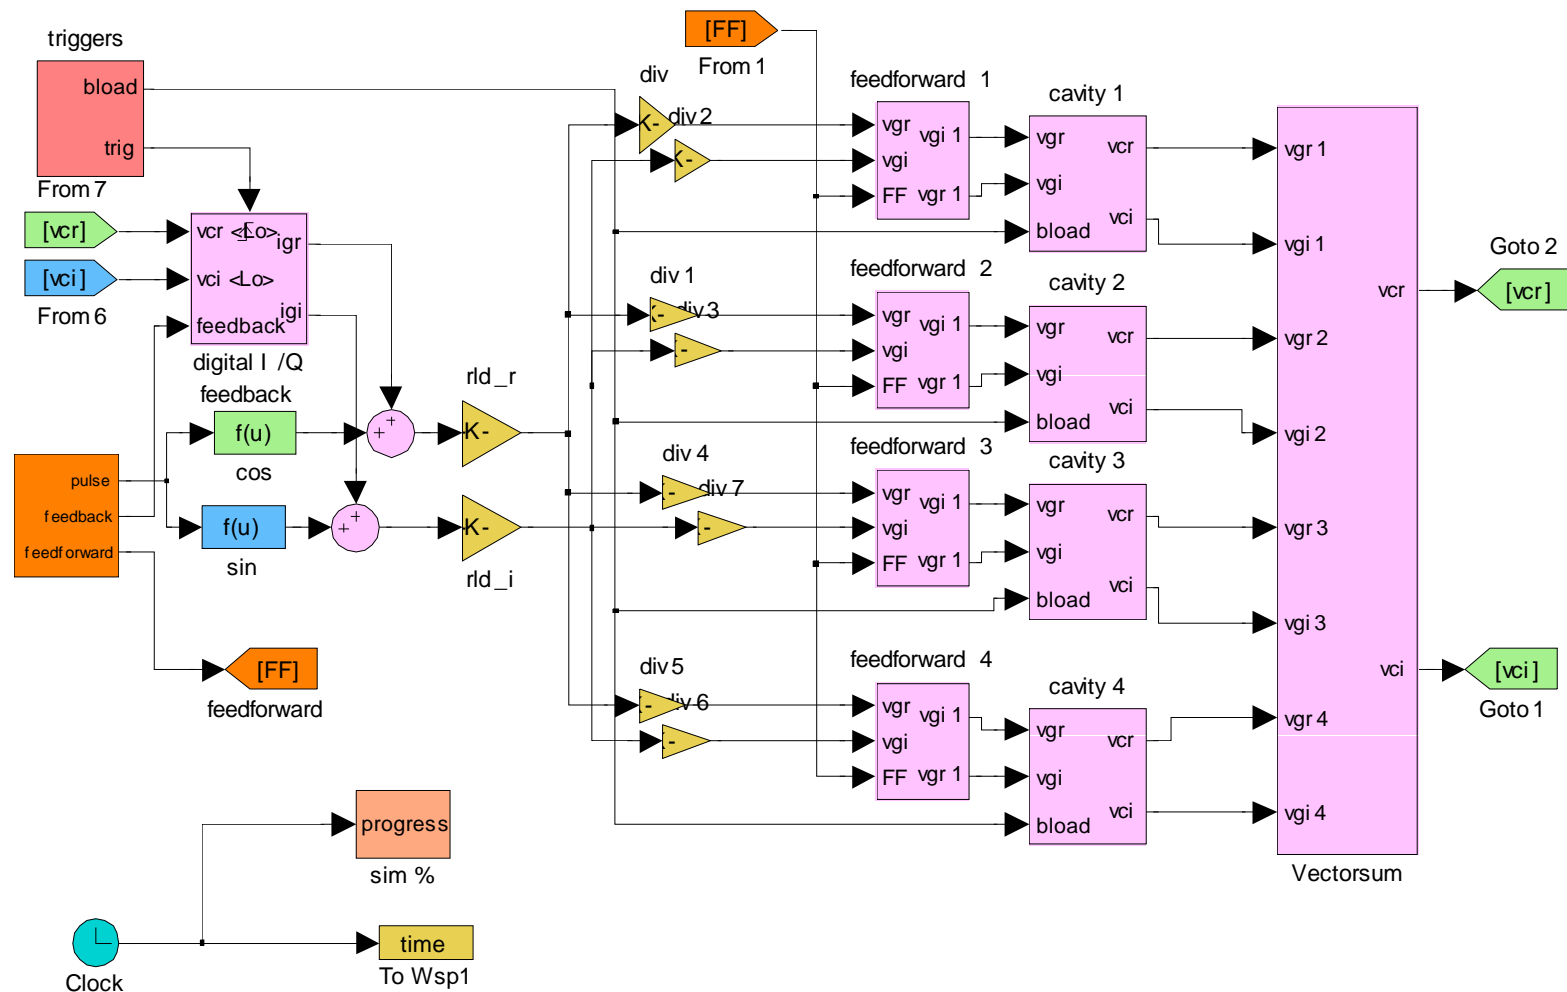 triggers
bload
trig
From 7
[vcr]
[vci]
From 6
vcr <Lo>
igr
vci <Lo>
igi
feedback
digital I /Q
feedback
f(u)
cos
f(u)
sin
pulse
feedback
feedforward
[FF]
feedforward
+
+
+
+
rld_r
K-
K-
rld_i
[FF]
From 1
div
K-
div 2
K-
div 1
K-
div 3
-
div 4
-
div 7
-
div 5
-
div 6
-
feedforward 1
vgr
vgi 1
vgi
FF
vgr 1
feedforward 2
vgr
vgi 1
vgi
FF
vgr 1
feedforward 3
vgr
vgi 1
vgi
FF
vgr 1
feedforward 4
vgr
vgi 1
vgi
FF
vgr 1
cavity 1
vgr
vcr
vgi
vci
bload
cavity 2
vgr
vcr
vgi
vci
bload
cavity 3
vgr
vcr
vgi
vci
bload
cavity 4
vgr
vcr
vgi
vci
bload
vgr 1
vgi 1
vgr 2
vgi 2
vgr 3
vgi 3
vgr 4
vgi 4
vcr
vci
Vectorsum
Goto 2
[vcr]
[vci]
Goto 1
progress
sim %
Clock
time
To Wsp1